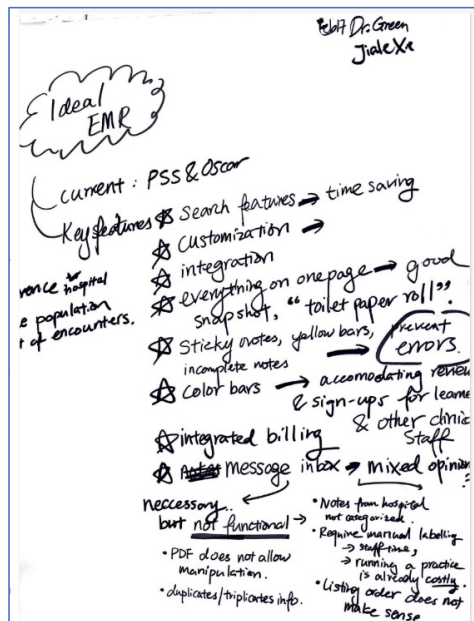 Feb17 Dr. Green
Jiale Xie
Ideal
EMR
current : PSS & Oscar
Key features ☆ Search features → time saving
☆ Customization →
☆ integration
☆ everything on one page → good
snapshot, "toilet paper roll".
hospital
e population
t of encounters.
☆ Sticky notes, yellow bars,
incomplete notes → prevent
errors.
☆ Color bars → accomodating review
& sign-ups for learne
& other clinic
staff
☆ integrated billing
☆ message inbox → mixed opinion
neccessory..
but not functional →
• PDF does not allow
manipulation.
• duplicates/triplicates info.
• Notes from hospital
not categorized.
• Require manual labelling
→ staff time,
→ running a practice
is already costly.
• Listing order does not
make sense